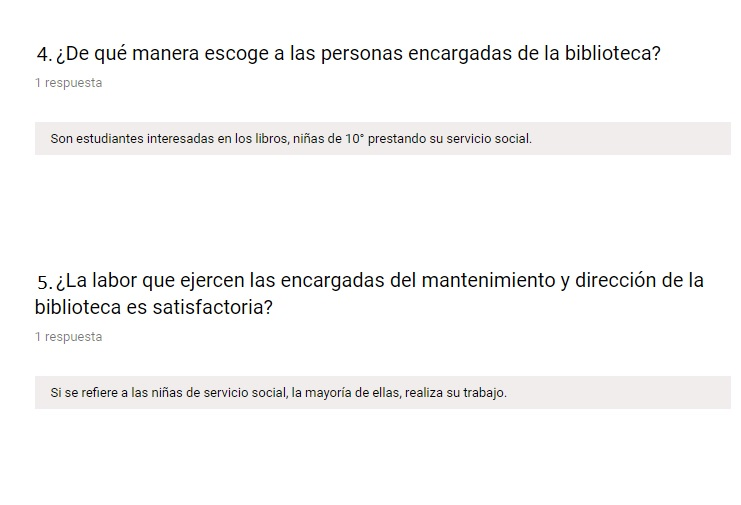 4. ¿De qué manera escoge a las personas encargadas de la biblioteca?
1 respuesta
Son estudiantes interesadas en los libros, niñas de 10° prestando su servicio social.
5. ¿La labor que ejercen las encargadas del mantenimiento y dirección de la
biblioteca es satisfactoria?
1 respuesta
Si se refiere a las niñas de servicio social, la mayoría de ellas, realiza su trabajo.